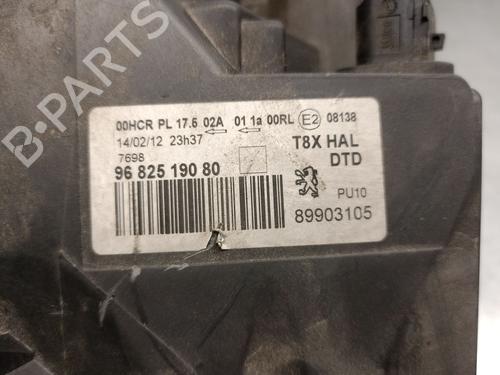 B-PARTS
00HCR PL 17.6 02A 01 1a 00RL E2 08138
14/02/12 23h37
7698
96 825 190 80
T8X HAL
DTD
PU10
89903105